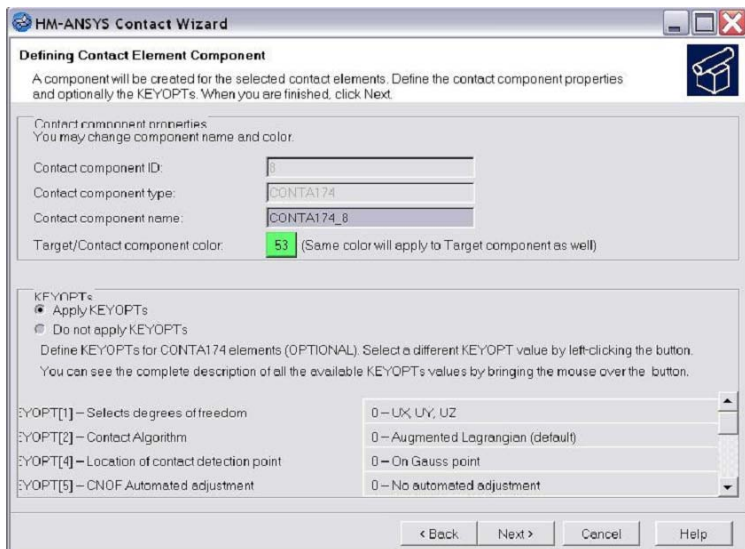 HM-ANSYS Contact Wizard
Defining Contact Element Component
A component will be created for the selected contact elements. Define the contact component properties
and optionally the KEYOPTs. When you are finished, click Next.
Contact component properties
You may change component name and color.
Contact component ID: 8
Contact component type: CONTA174
Contact component name: CONTA174_8
Target/Contact component color: 53 (Same color will apply to Target component as well)
KEYOPTs
Apply KEYOPTs
Do not apply KEYOPTs
Define KEYOPTs for CONTA174 elements (OPTIONAL). Select a different KEYOPT value by left-clicking the button.
You can see the complete description of all the available KEYOPTs values by bringing the mouse over the button.
EYOPT[1] – Selects degrees of freedom 0 – UX, UY, UZ
EYOPT[2] – Contact Algorithm 0 – Augmented Lagrangian (default)
EYOPT[4] – Location of contact detection point 0 – On Gauss point
EYOPT[5] – CNOF Automated adjustment 0 – No automated adjustment
< Back Next > Cancel Help